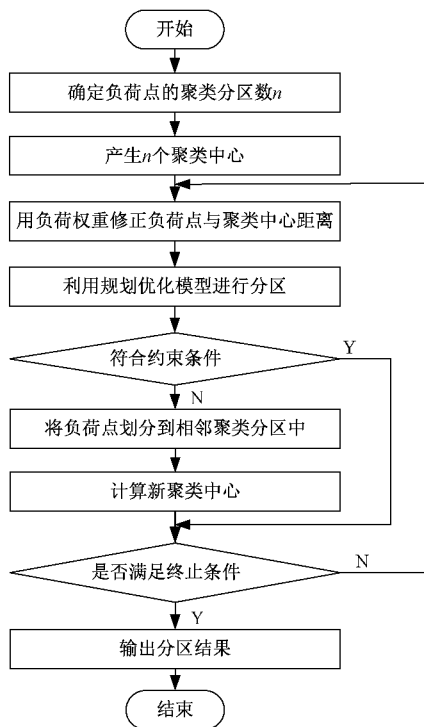 开始
确定负荷点的聚类分区数n
产生n个聚类中心
用负荷权重修正负荷点与聚类中心距离
利用规划优化模型进行分区
符合约束条件
Y
N
将负荷点划分到相邻聚类分区中
计算新聚类中心
是否满足终止条件
N
Y
输出分区结果
结束